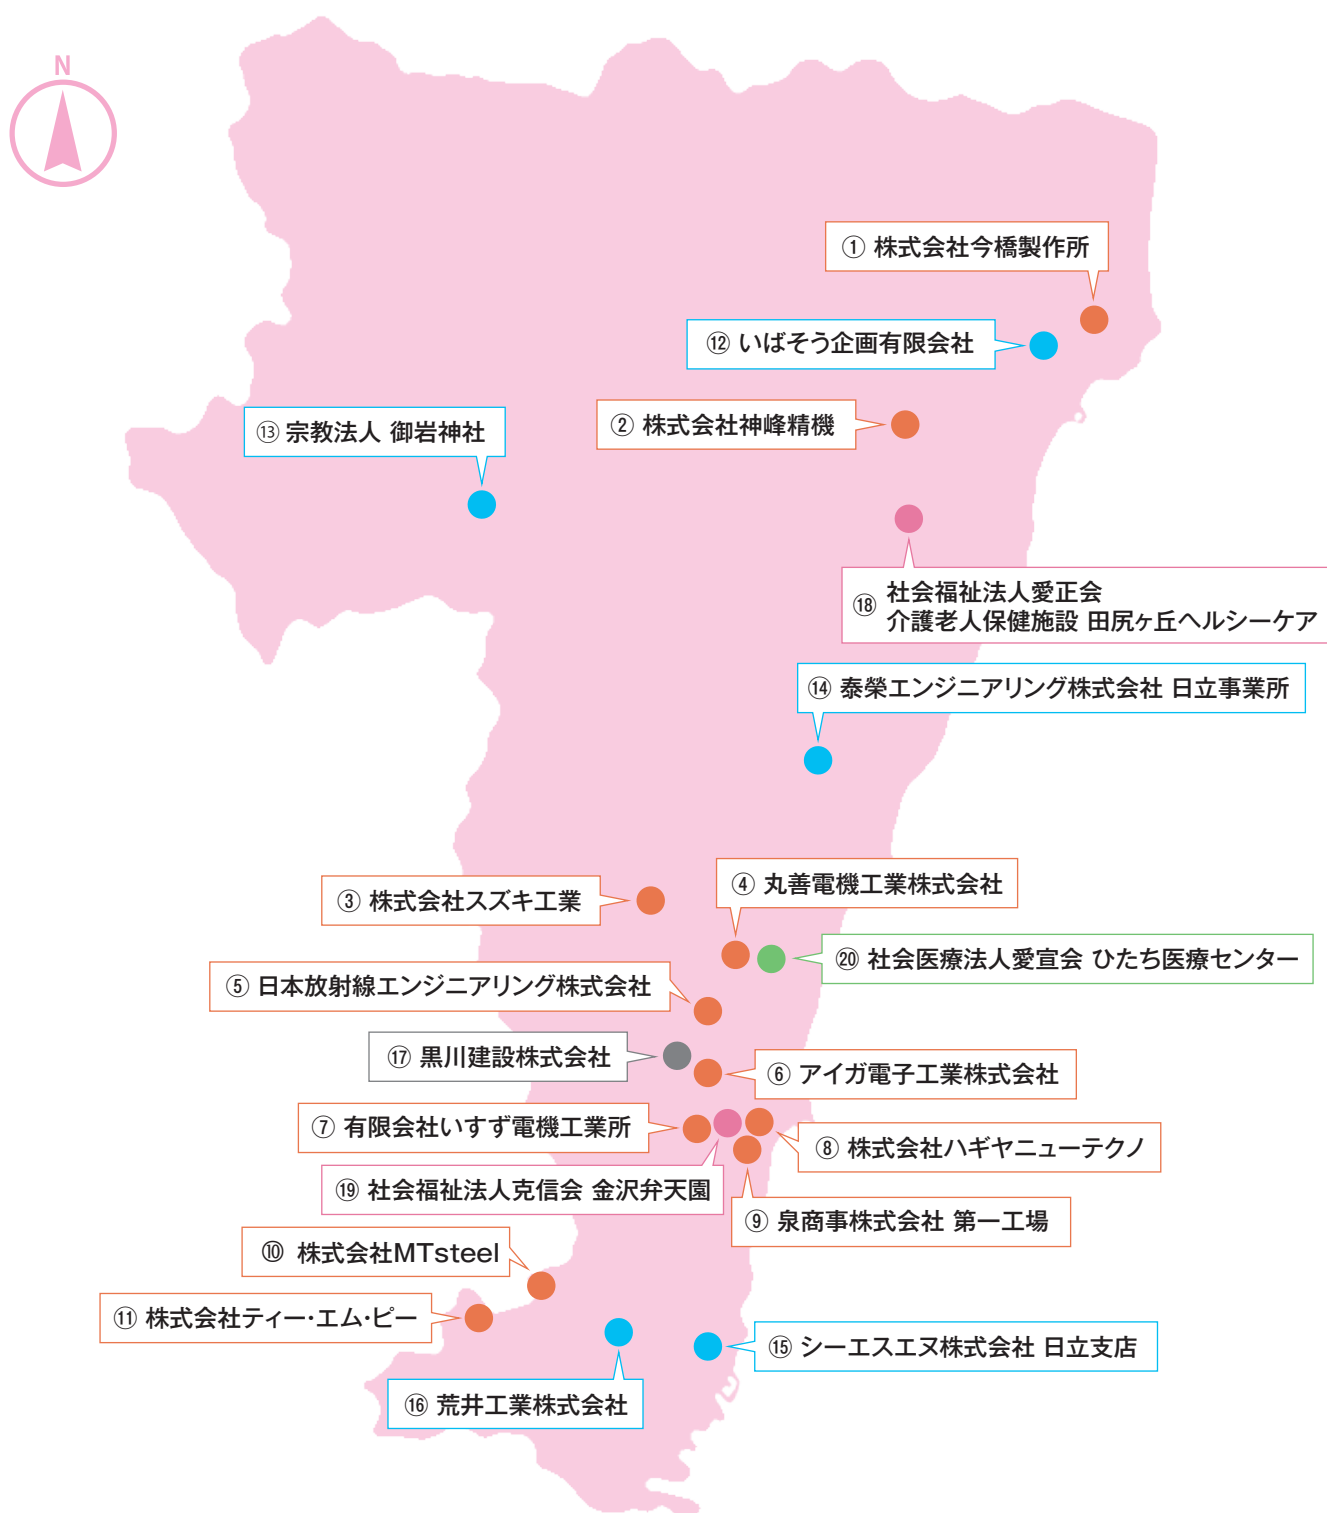 N
① 株式会社今橋製作所
⑫ いばそう企画有限会社
② 株式会社神峰精機
⑬ 宗教法人 御岩神社
⑱ 社会福祉法人愛正会
介護老人保健施設 田尻ヶ丘ヘルシーケア
⑭ 泰榮エンジニアリング株式会社 日立事業所
④ 丸善電機工業株式会社
③ 株式会社スズキ工業
⑳ 社会医療法人愛宣会 ひたち医療センター
⑤ 日本放射線エンジニアリング株式会社
⑰ 黒川建設株式会社
⑥ アイガ電子工業株式会社
⑦ 有限会社いすず電機工業所
⑧ 株式会社ハギヤニューテクノ
⑲ 社会福祉法人克信会 金沢弁天園
⑨ 泉商事株式会社 第一工場
⑩ 株式会社MTsteel
⑪ 株式会社ティー・エム・ピー
⑮ シーエスエヌ株式会社 日立支店
⑯ 荒井工業株式会社